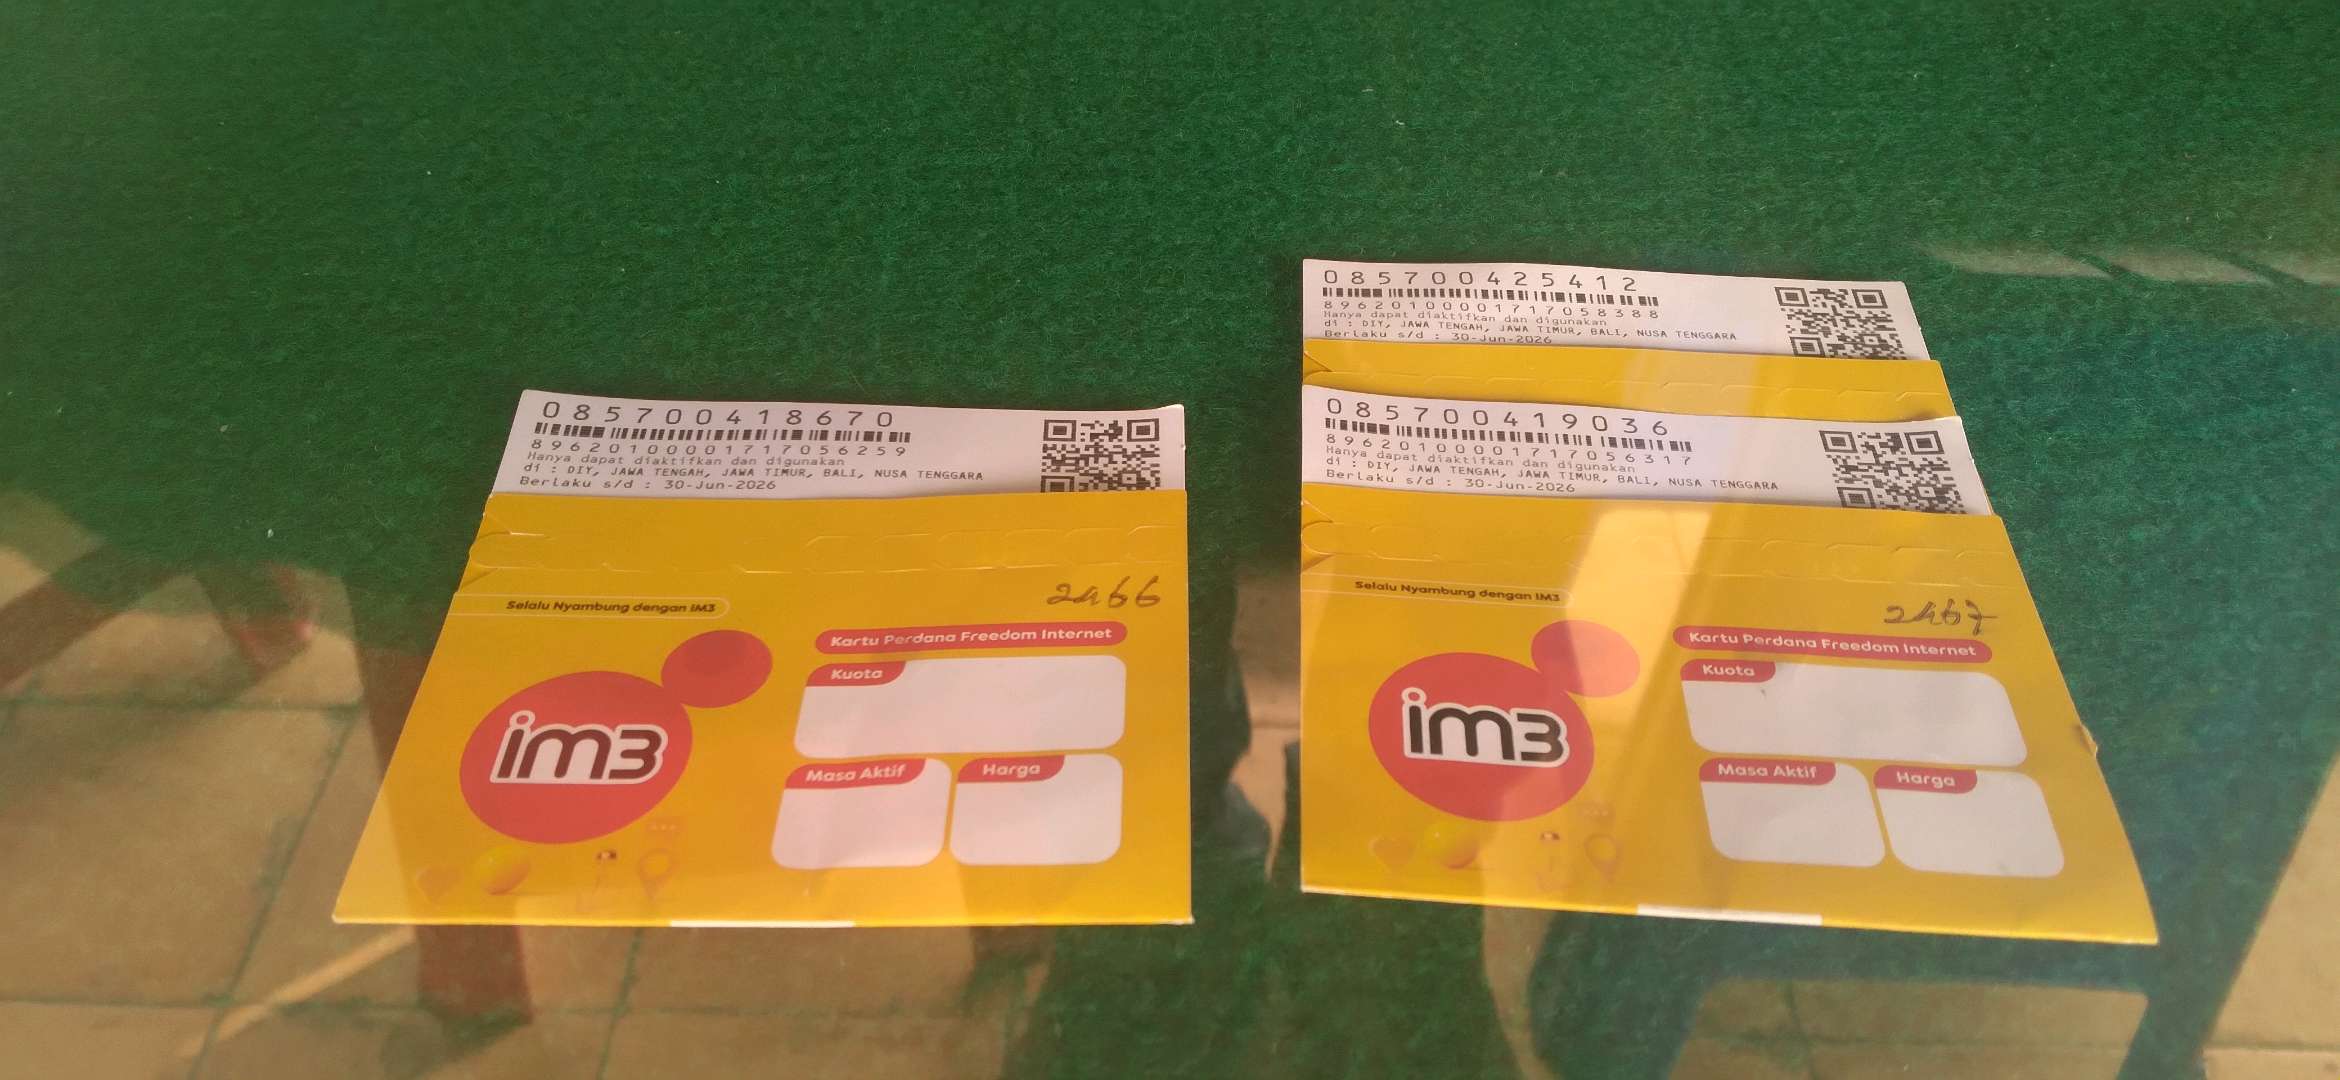 085700418670
89620100001717056259
Hanya dapat diaktifkan dan digunakan
di : DIY, JAWA TENGAH, JAWA TIMUR, BALI, NUSA TENGGARA
Berlaku s/d : 30-Jun-2026
2466
Selalu Nyambung dengan IM3
Kartu Perdana Freedom Internet
Kuota
im3
Masa Aktif
Harga
085700425412
89620100001717058388
Hanya dapat diaktifkan dan digunakan
di : DIY, JAWA TENGAH, JAWA TIMUR, BALI, NUSA TENGGARA
Berlaku s/d : 30-Jun-2026
085700419036
89620100001717056317
Hanya dapat diaktifkan dan digunakan
di : DIY, JAWA TENGAH, JAWA TIMUR, BALI, NUSA TENGGARA
Berlaku s/d : 30-Jun-2026
2467
Selalu Nyambung dengan IM3
Kartu Perdana Freedom Internet
Kuota
im3
Masa Aktif
Harga